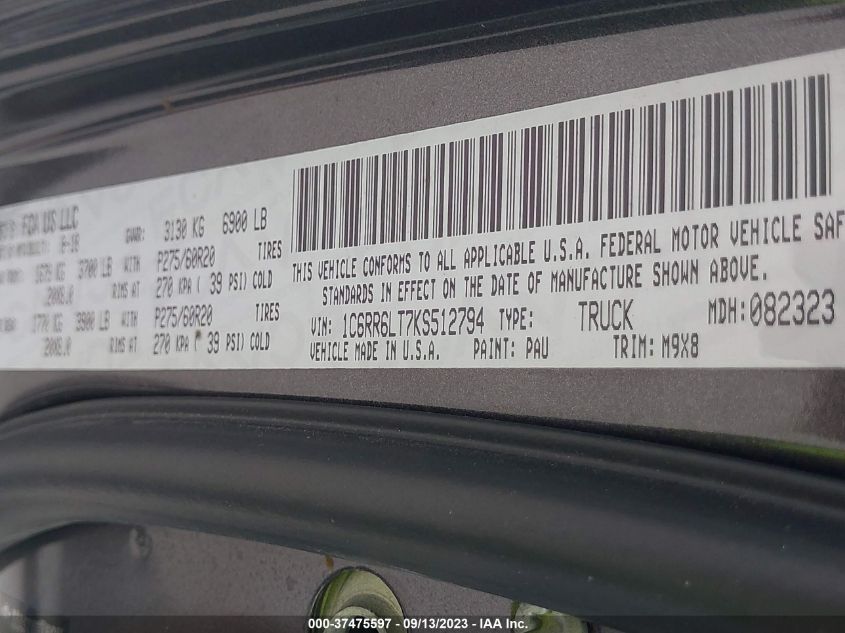 FCA US LLC
GVWR: 3130 KG 6900 LB
1679 KG 3700 LB WITH P275/60R20 TIRES
20X8.0 RIMS AT 270 KPA ( 39 PSI) COLD
1770 KG 3900 LB WITH P275/60R20 TIRES
20X8.0 RIMS AT 270 KPA ( 39 PSI) COLD
THIS VEHICLE CONFORMS TO ALL APPLICABLE U.S.A. FEDERAL MOTOR VEHICLE SAF
STANDARDS IN EFFECT ON THE DATE OF MANUFACTURE SHOWN ABOVE.
VIN: 1C6RR6LT7KS512794 TYPE: TRUCK MDH: 082323
VEHICLE MADE IN U.S.A. PAINT: PAU TRIM: M9X8
000-37475597 - 09/13/2023 - IAA Inc.